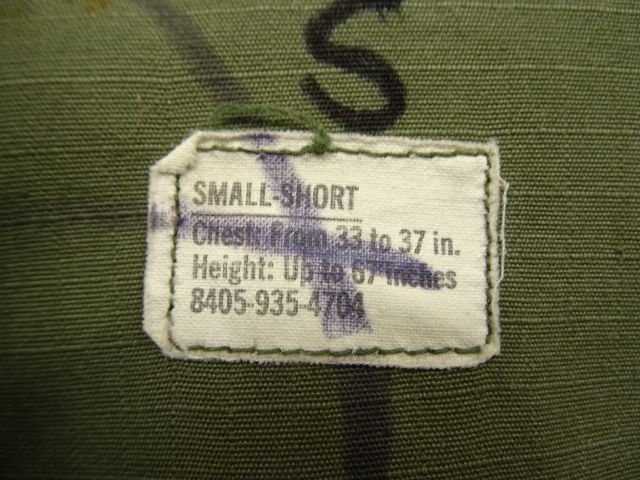 S
SMALL-SHORT
Chest: From 33 to 37 in.
Height: Up to 67 inches
8405-935-4704